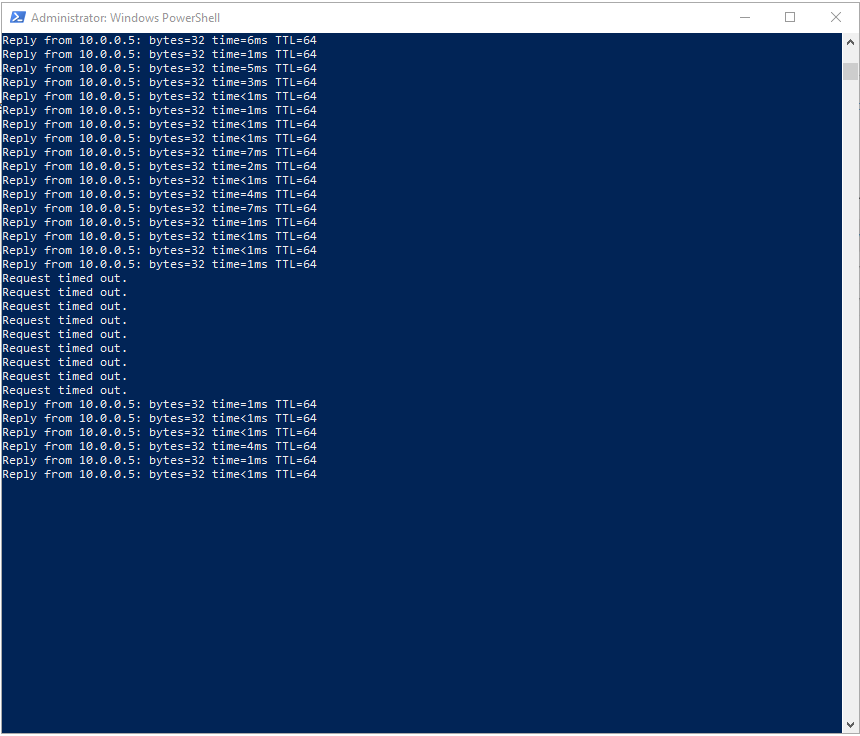 Administrator: Windows PowerShell
Reply from 10.0.0.5: bytes=32 time=6ms TTL=64
Reply from 10.0.0.5: bytes=32 time=1ms TTL=64
Reply from 10.0.0.5: bytes=32 time=5ms TTL=64
Reply from 10.0.0.5: bytes=32 time=3ms TTL=64
Reply from 10.0.0.5: bytes=32 time<1ms TTL=64
Reply from 10.0.0.5: bytes=32 time=1ms TTL=64
Reply from 10.0.0.5: bytes=32 time<1ms TTL=64
Reply from 10.0.0.5: bytes=32 time<1ms TTL=64
Reply from 10.0.0.5: bytes=32 time=7ms TTL=64
Reply from 10.0.0.5: bytes=32 time=2ms TTL=64
Reply from 10.0.0.5: bytes=32 time<1ms TTL=64
Reply from 10.0.0.5: bytes=32 time=4ms TTL=64
Reply from 10.0.0.5: bytes=32 time=7ms TTL=64
Reply from 10.0.0.5: bytes=32 time=1ms TTL=64
Reply from 10.0.0.5: bytes=32 time<1ms TTL=64
Reply from 10.0.0.5: bytes=32 time<1ms TTL=64
Reply from 10.0.0.5: bytes=32 time=1ms TTL=64
Request timed out.
Request timed out.
Request timed out.
Request timed out.
Request timed out.
Request timed out.
Request timed out.
Request timed out.
Request timed out.
Reply from 10.0.0.5: bytes=32 time=1ms TTL=64
Reply from 10.0.0.5: bytes=32 time<1ms TTL=64
Reply from 10.0.0.5: bytes=32 time<1ms TTL=64
Reply from 10.0.0.5: bytes=32 time=4ms TTL=64
Reply from 10.0.0.5: bytes=32 time=1ms TTL=64
Reply from 10.0.0.5: bytes=32 time<1ms TTL=64